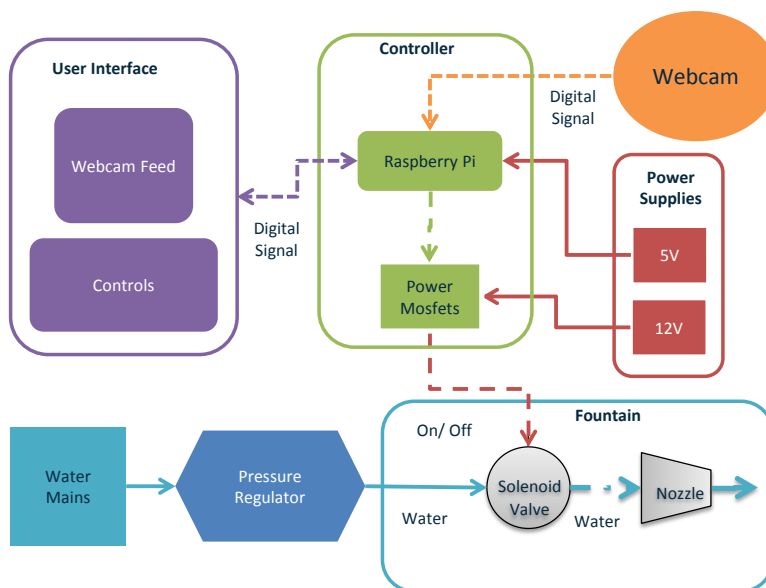 User Interface
Webcam Feed
Controls
Digital
Signal
Controller
Raspberry Pi
Power
Mosfets
Digital
Signal
Webcam
Power
Supplies
5V
12V
Water
Mains
Pressure
Regulator
Fountain
On/ Off
Water
Solenoid
Valve
Water
Nozzle